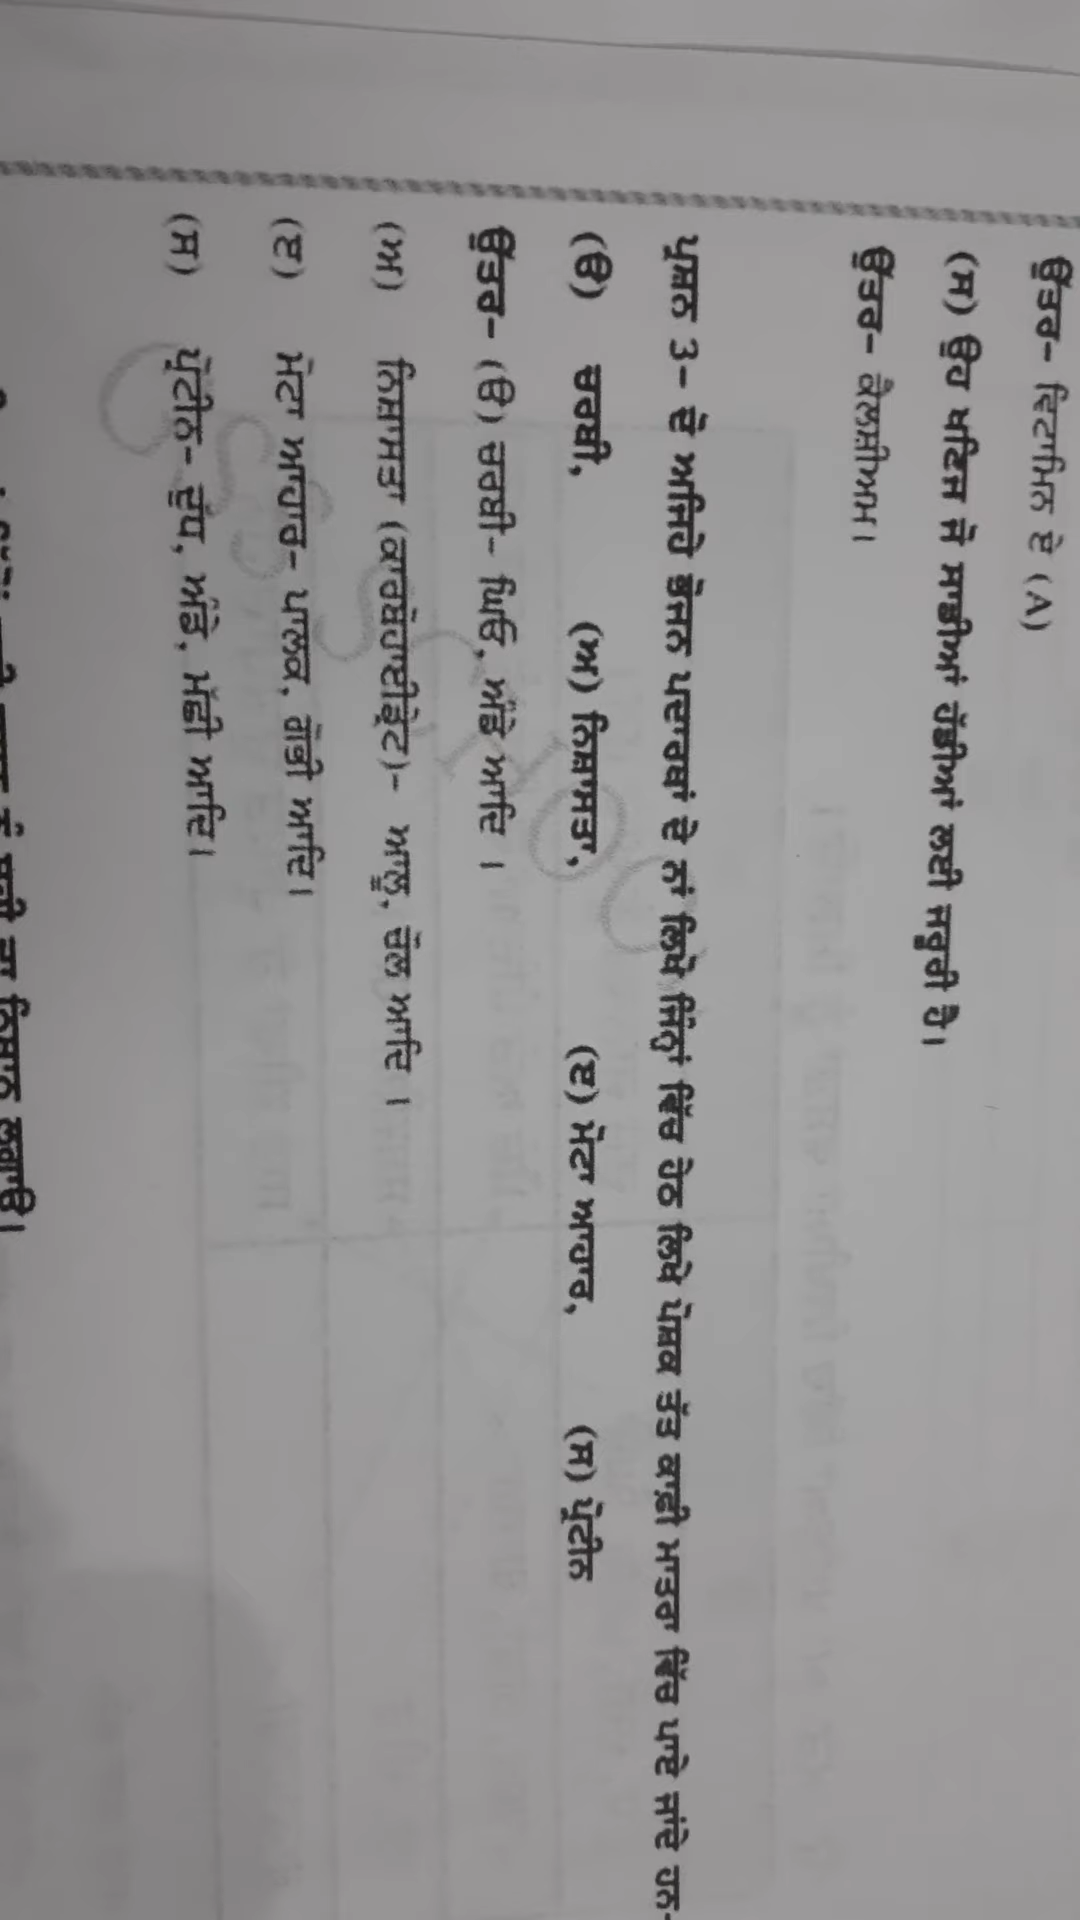 ਉੱਤਰ- ਵਿਟਾਮਿਨ ਏ (A)
(ਸ) ਉਹ ਖਣਿਜ ਜੋ ਸਾਡੀਆਂ ਹੱਡੀਆਂ ਲਈ ਜਰੂਰੀ ਹੈ।
ਉੱਤਰ- ਕੈਲਸ਼ੀਅਮ।
ਪ੍ਰਸ਼ਨ 3- ਦੋ ਅਜਿਹੇ ਭੋਜਨ ਪਦਾਰਥਾਂ ਦੇ ਨਾਂ ਲਿਖੋ ਜਿੰਨ੍ਹਾਂ ਵਿੱਚ ਹੇਠ ਲਿਖੇ ਪੋਸ਼ਕ ਤੱਤ ਕਾਫ਼ੀ ਮਾਤਰਾ ਵਿੱਚ ਪਾਏ ਜਾਂਦੇ ਹਨ-
(ੳ) ਚਰਬੀ, (ਅ) ਨਿਸ਼ਾਸਤਾ, (ੲ) ਮੋਟਾ ਆਹਾਰ, (ਸ) ਪ੍ਰੋਟੀਨ
ਉੱਤਰ- (ੳ) ਚਰਬੀ- ਘਿਓ, ਅੰਡੇ ਆਦਿ ।
(ਅ) ਨਿਸ਼ਾਸਤਾ (ਕਾਰਬੋਹਾਈਡ੍ਰੇਟ)- ਆਲੂ, ਚੌਲ ਆਦਿ ।
(ੲ) ਮੋਟਾ ਆਹਾਰ- ਪਾਲਕ, ਗੋਭੀ ਆਦਿ।
(ਸ) ਪ੍ਰੋਟੀਨ- ਦੁੱਧ, ਅੰਡੇ, ਮੱਛੀ ਆਦਿ।
ਨਿਸ਼ਾਨ ਲਗਾਓ।